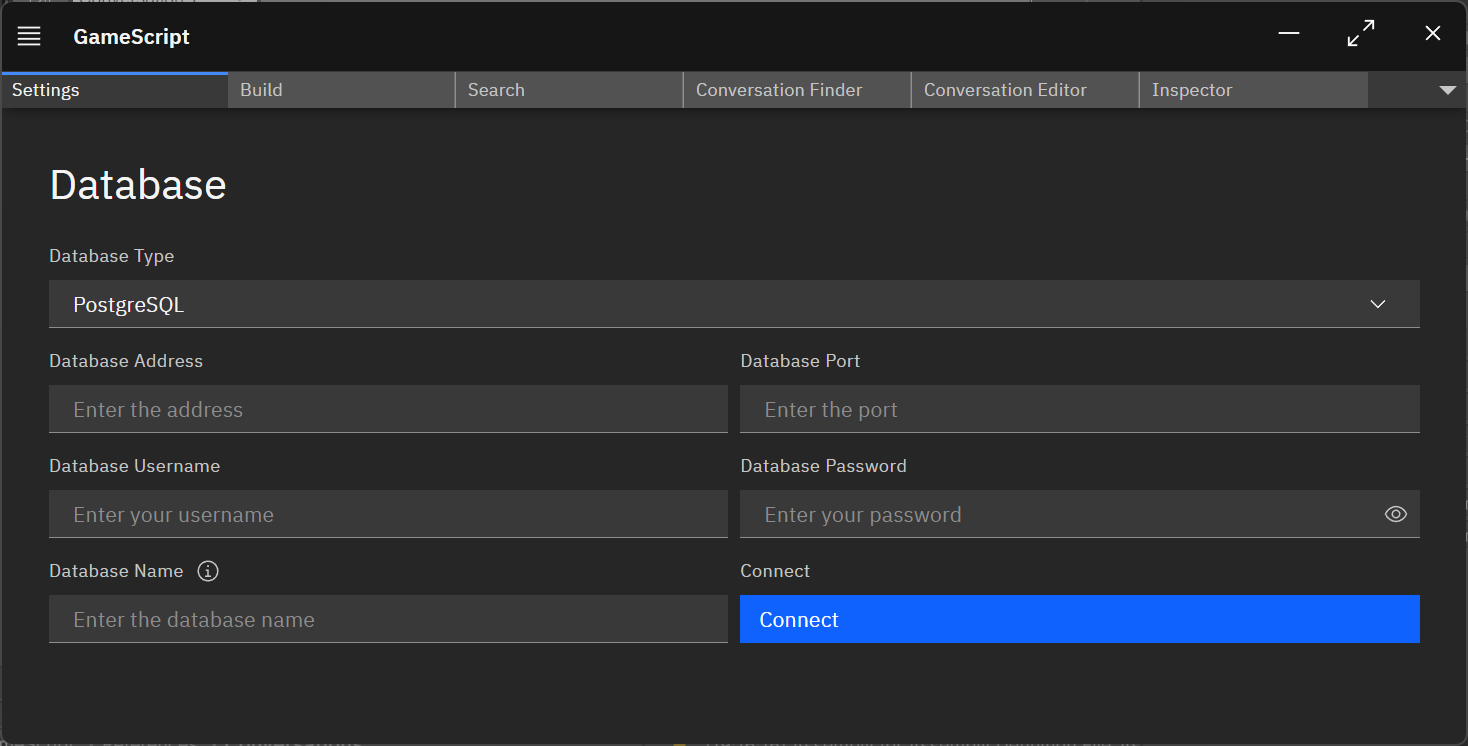 GameScript
Settings Build Search Conversation Finder Conversation Editor Inspector
Database
Database Type
PostgreSQL
Database Address Database Port
Enter the address Enter the port
Database Username Database Password
Enter your username Enter your password
Database Name Connect
Enter the database name Connect